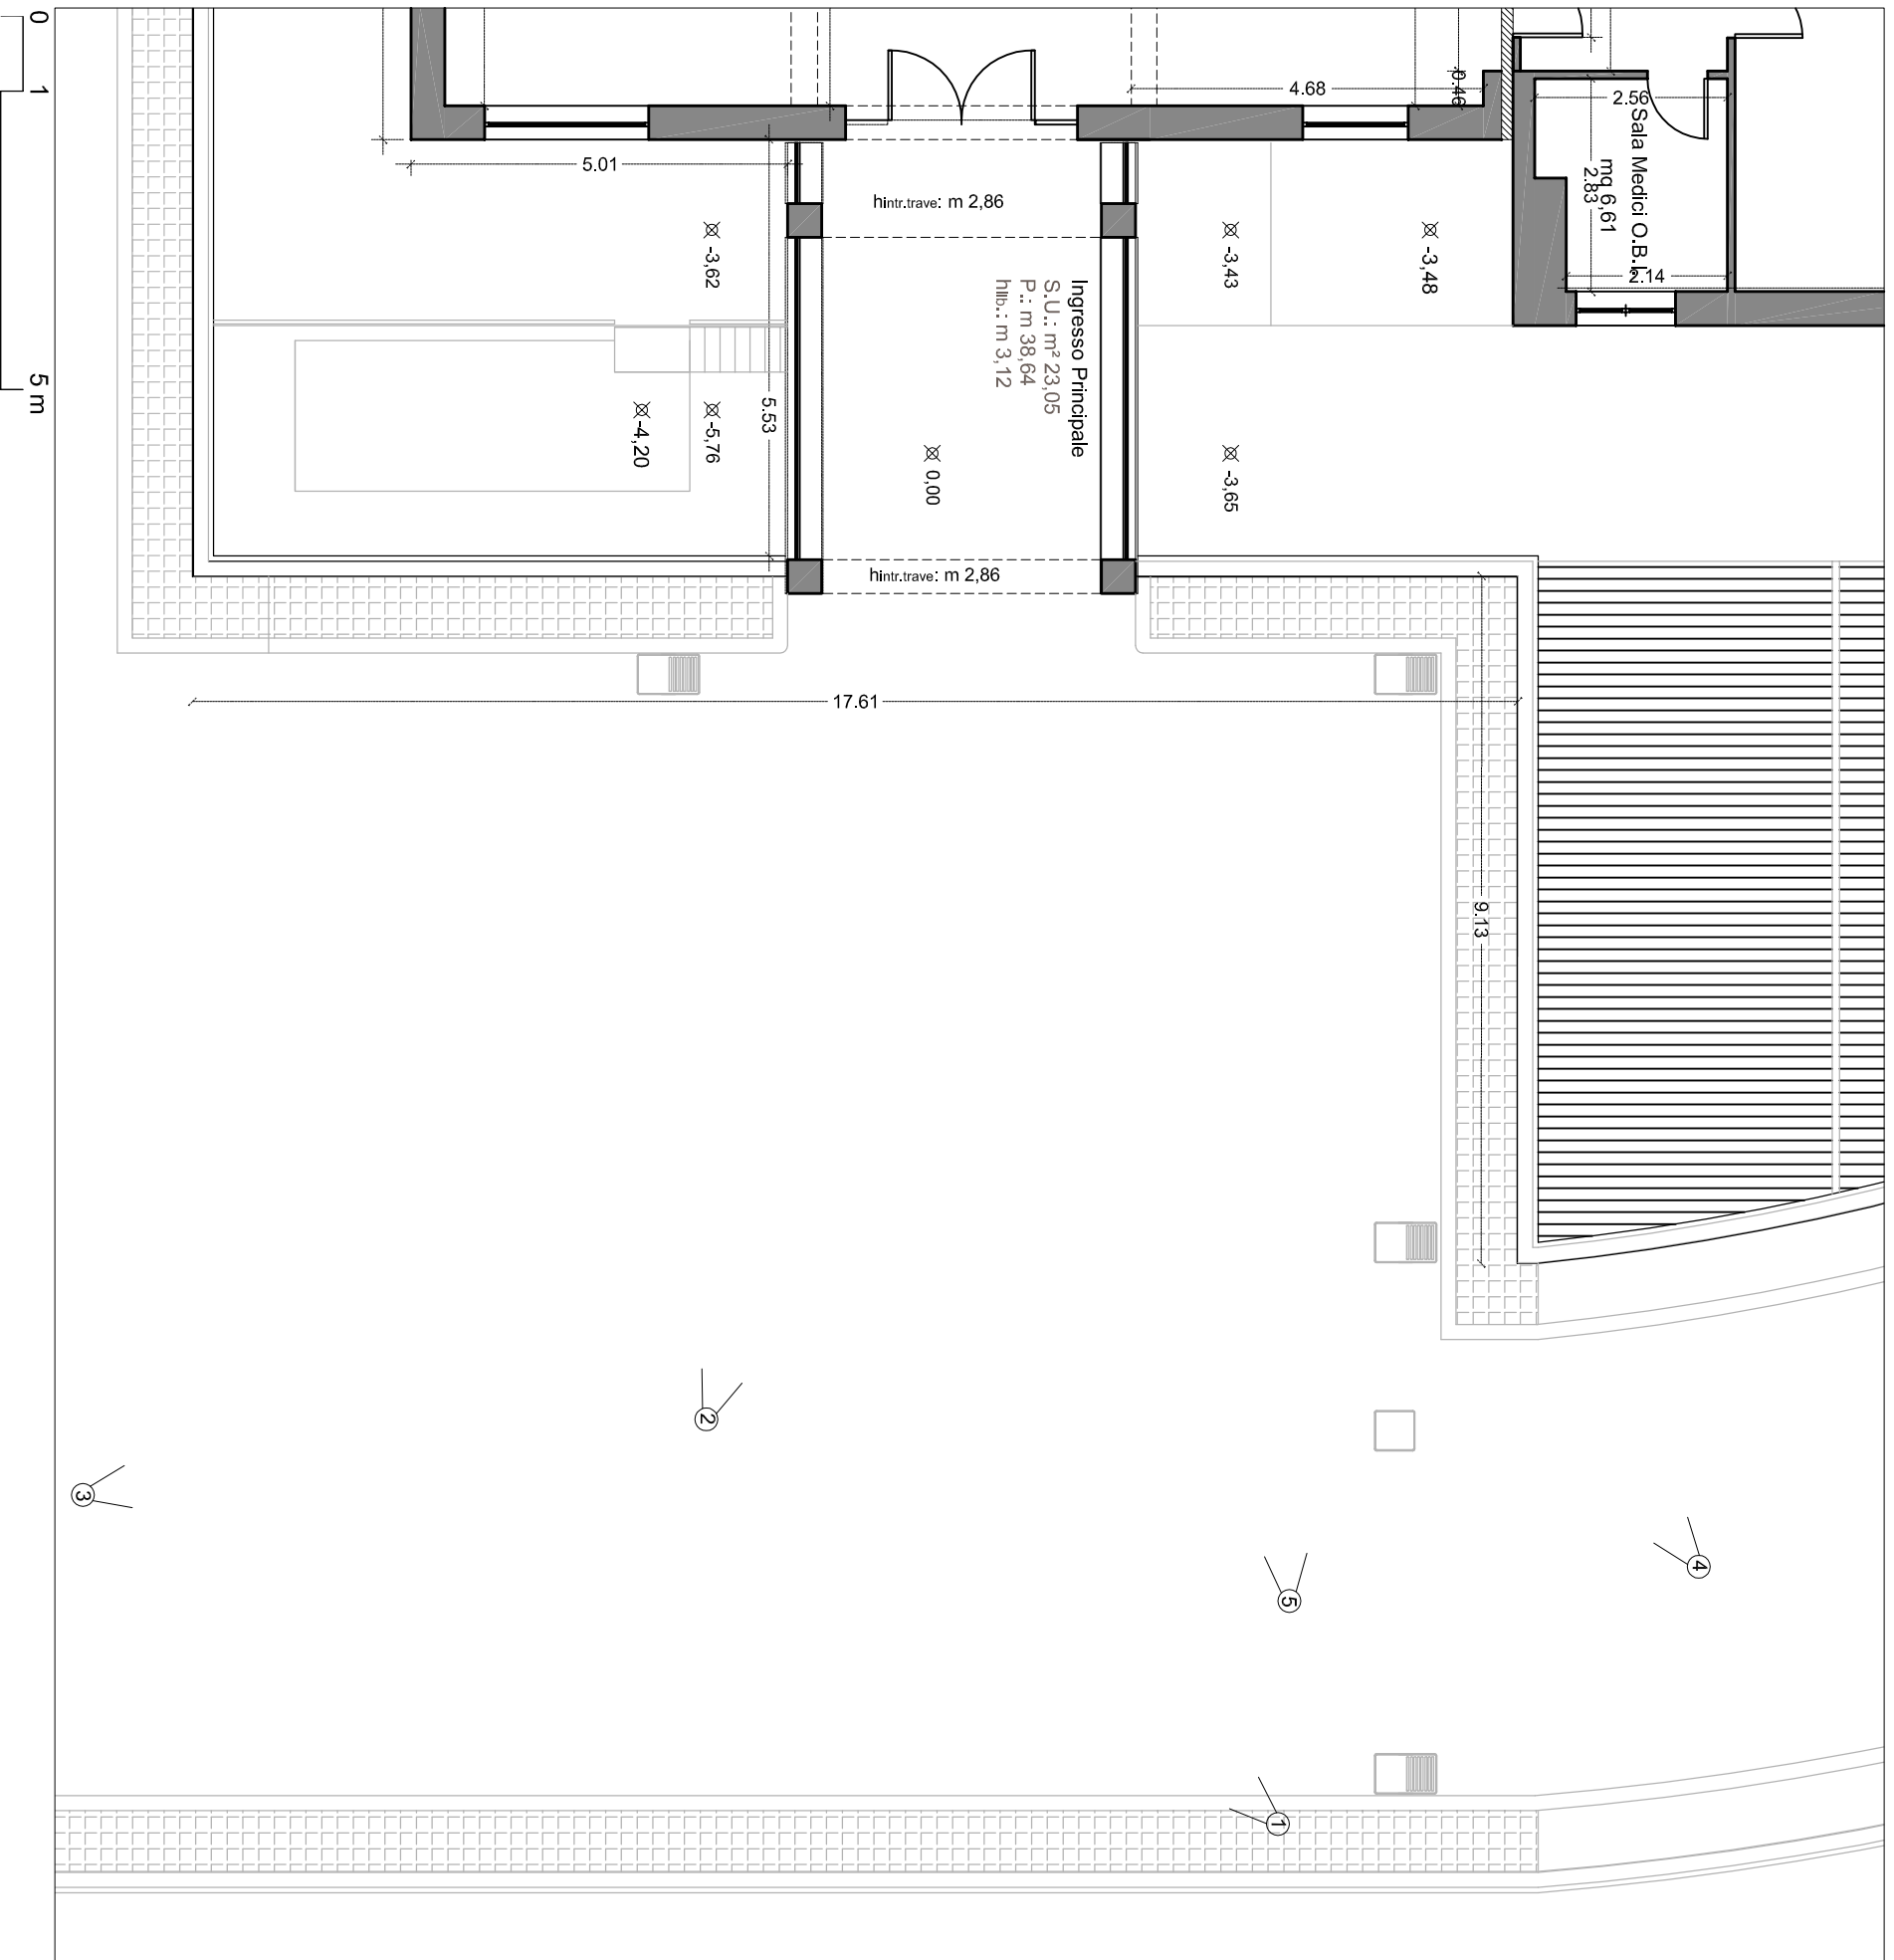 0
1
5 m
4.68
0.46
2.56
Sala Medici O.B.I.
mq 6,61
2.83
2.14
5.01
hintr.trave: m 2,86
-3,62
-3,43
-3,48
Ingresso Principale
S.U.: m² 23,05
P.: m 38,64
hlib.: m 3,12
5.53
-4,20
-5,76
0,00
-3,65
hintr.trave: m 2,86
17.61
9.13
2
3
4
5
1